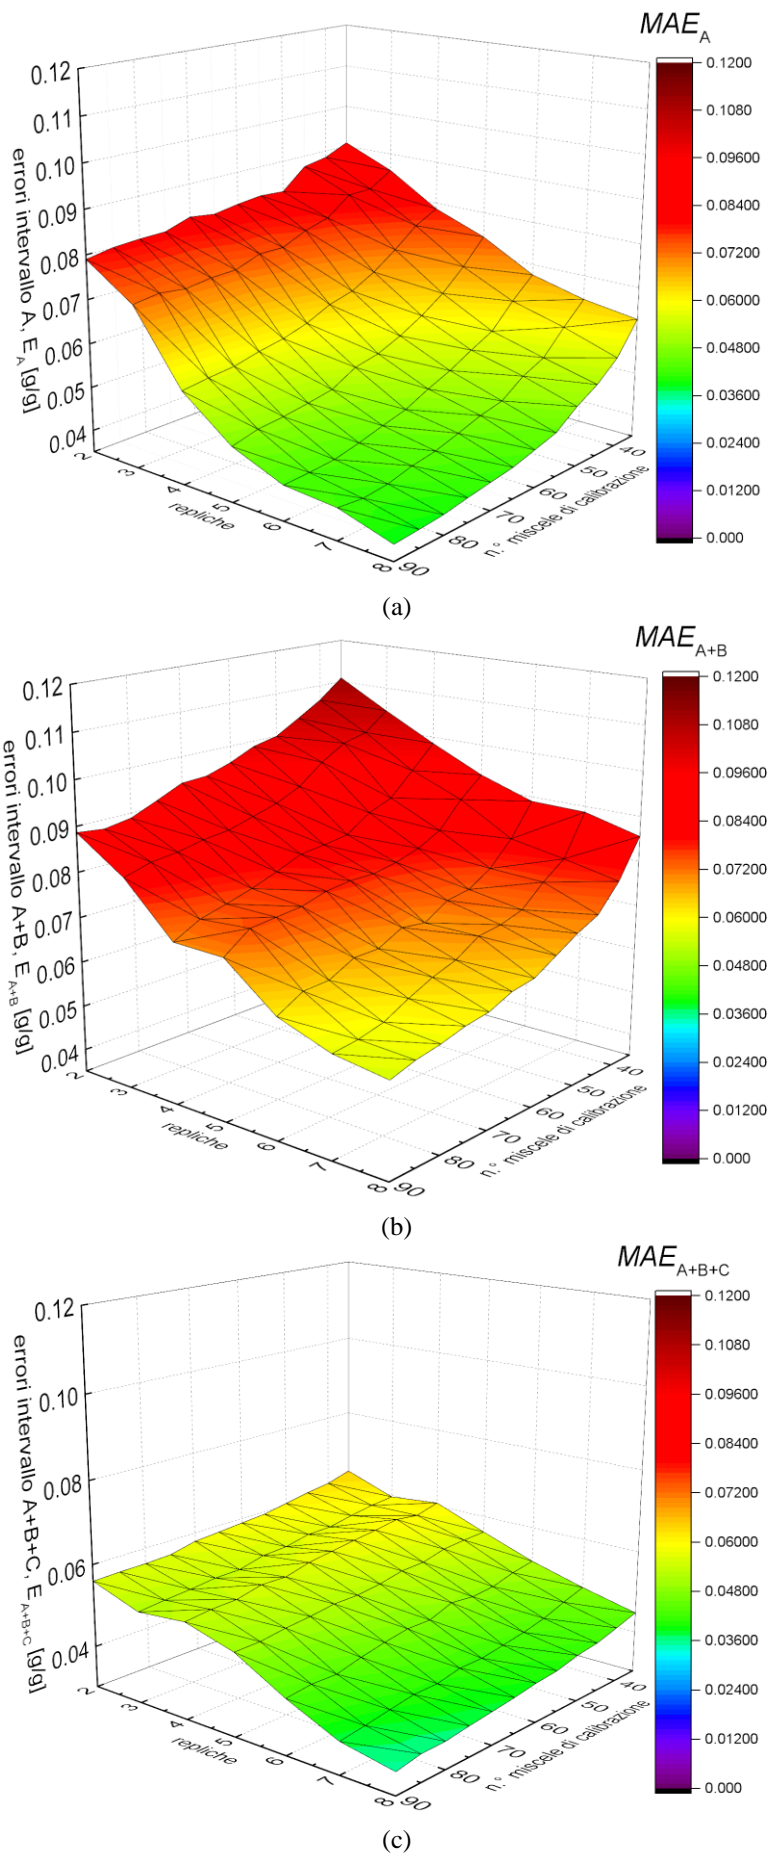 MAE_A
0.12
0.11
0.10
0.09
0.08
0.07
0.06
0.05
0.04
errori intervallo A, E_A [g/g]
2 3 4 5 6 7 8
repliche
90 80 70 60 50 40
n.° miscele di calibrazione
0.1200
0.1080
0.09600
0.08400
0.07200
0.06000
0.04800
0.03600
0.02400
0.01200
0.000
(a)
MAE_A+B
0.12
0.11
0.10
0.09
0.08
0.07
0.06
0.05
0.04
errori intervallo A+B, E_A+B [g/g]
2 3 4 5 6 7 8
repliche
90 80 70 60 50 40
n.° miscele di calibrazione
0.1200
0.1080
0.09600
0.08400
0.07200
0.06000
0.04800
0.03600
0.02400
0.01200
0.000
(b)
MAE_A+B+C
0.12
0.10
0.08
0.06
0.04
errori intervallo A+B+C, E_A+B+C [g/g]
2 3 4 5 6 7 8
repliche
90 80 70 60 50 40
n.° miscele di calibrazione
0.1200
0.1080
0.09600
0.08400
0.07200
0.06000
0.04800
0.03600
0.02400
0.01200
0.000
(c)